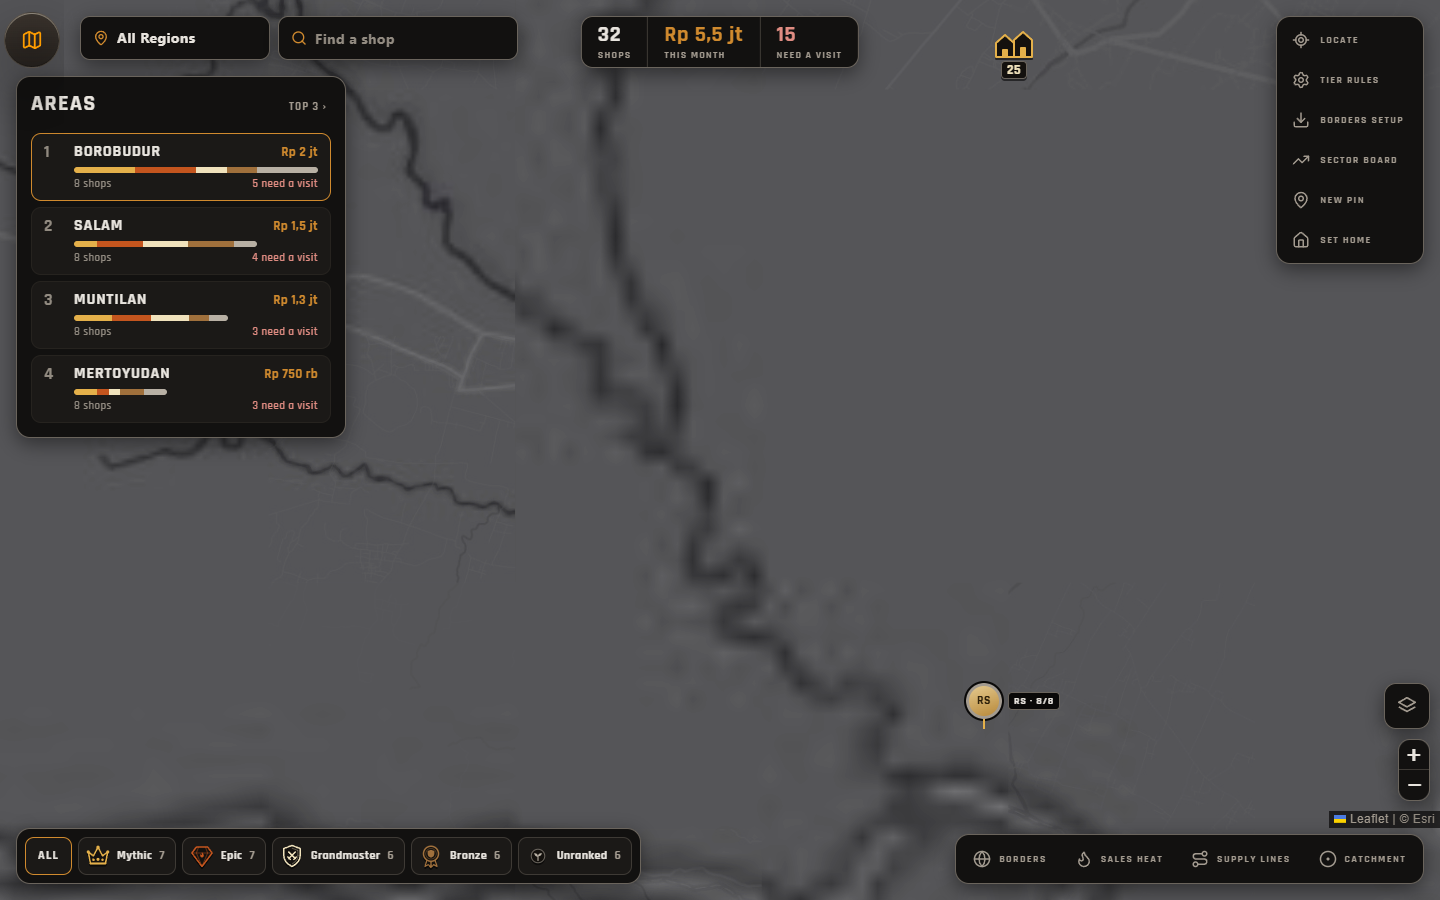 All Regions
Find a shop
32
SHOPS
Rp 5,5 jt
THIS MONTH
15
NEED A VISIT
25
LOCATE
TIER RULES
BORDERS SETUP
SECTOR BOARD
NEW PIN
SET HOME
AREAS
TOP 3 ›
1 BOROBUDUR Rp 2 jt
8 shops 5 need a visit
2 SALAM Rp 1,5 jt
8 shops 4 need a visit
3 MUNTILAN Rp 1,3 jt
8 shops 3 need a visit
4 MERTOYUDAN Rp 750 rb
8 shops 3 need a visit
RS RS · 8/8
+
−
Leaflet | © Esri
ALL Mythic 7 Epic 7 Grandmaster 6 Bronze 6 Unranked 6
BORDERS SALES HEAT SUPPLY LINES CATCHMENT